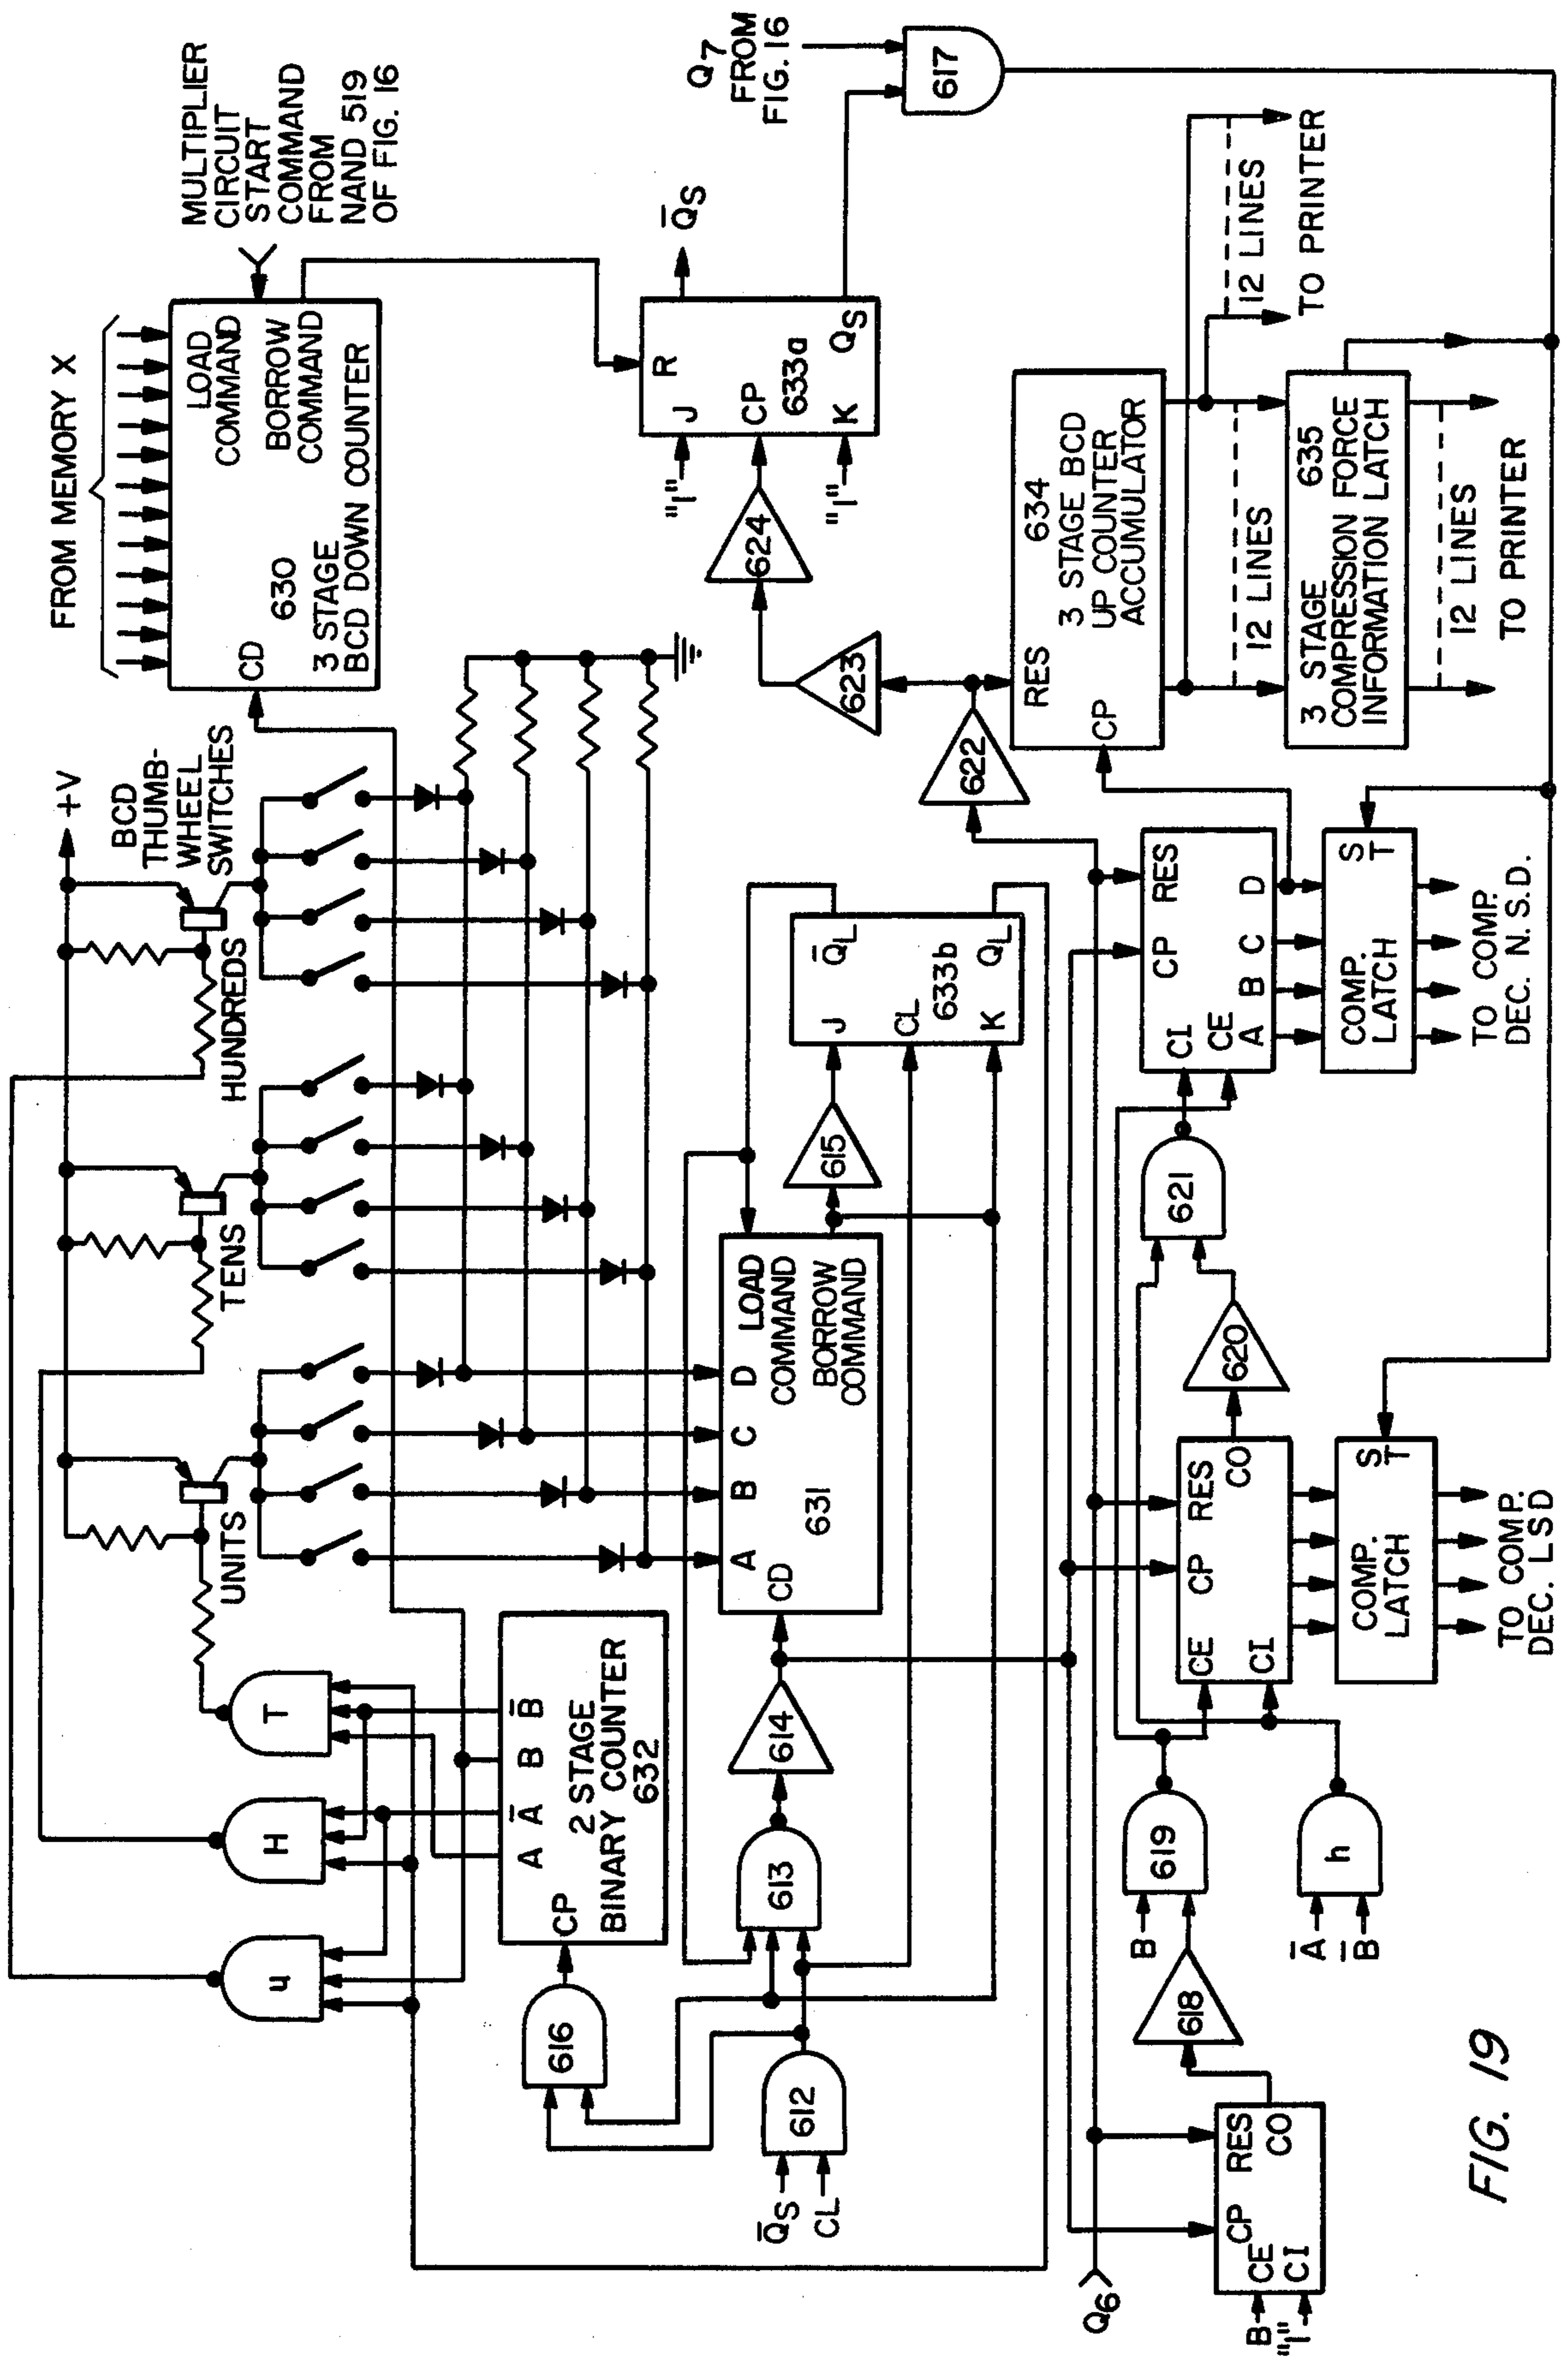 FROM MEMORY X
LOAD
COMMAND
BORROW
COMMAND
630
3 STAGE
BCD DOWN COUNTER
CD
MULTIPLIER
CIRCUIT
START
COMMAND
FROM
NAND 519
OF FIG. 16
+V
BCD
THUMB-
WHEEL
SWITCHES
HUNDREDS
TENS
UNITS
u
H
T
A
Ā
B
B̄
CP
2 STAGE
BINARY COUNTER
632
616
612
Q̄S
CL
613
614
A
B
C
D
CD
631
LOAD
COMMAND
BORROW
COMMAND
615
J
CL
K
Q̄L
633b
QL
R
J
CP
K
633a
QS
Q̄S
"1"
"1"
624
623
622
Q7
FROM
FIG. 16
617
RES
CP
634
3 STAGE BCD
UP COUNTER
ACCUMULATOR
12 LINES
12 LINES
TO PRINTER
3 STAGE 635
COMPRESSION FORCE
INFORMATION LATCH
12 LINES
TO PRINTER
Q6
B
"1"
CE
CI
CP
RES
CO
618
B
619
Ā
B̄
h
CE
CI
CP
RES
CO
COMP.
LATCH
ST
TO COMP.
DEC. LSD
620
621
CI
CE
CP
RES
A B C D
COMP.
LATCH
ST
TO COMP.
DEC. N.S.D.
FIG. 19